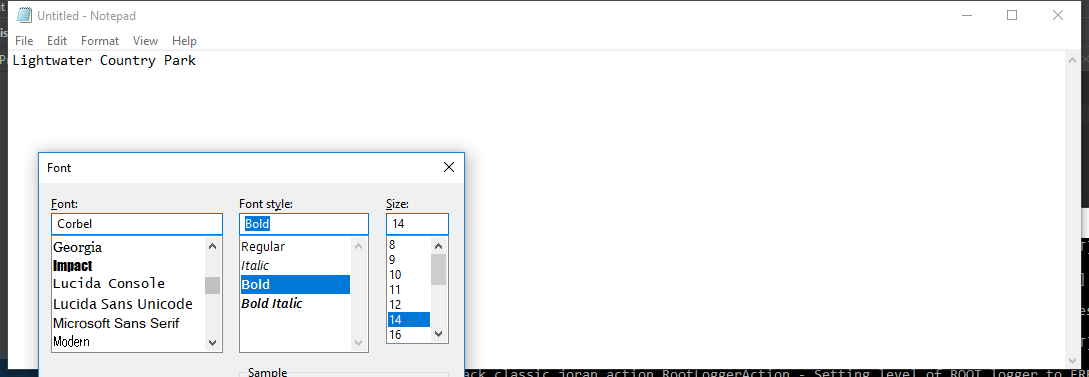 Untitled - Notepad
File Edit Format View Help
Lightwater Country Park
Font
Font: Font style: Size:
Corbel Bold 14
Georgia
Impact
Lucida Console
Lucida Sans Unicode
Microsoft Sans Serif
Modern
Regular
Italic
Bold
Bold Italic
8
9
10
11
12
14
16
Sample
ack.classic.joran.action.RootLoggerAction - Setting level of ROOT logger to